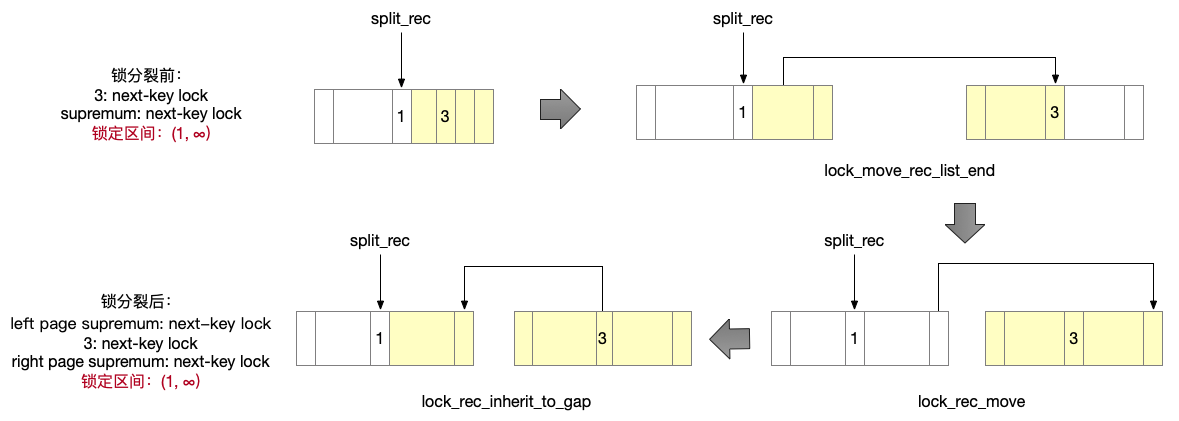 split_rec
split_rec
锁分裂前：
3: next-key lock
supremum: next-key lock
锁定区间：(1, ∞)
1
3
1
3
lock_move_rec_list_end
split_rec
split_rec
锁分裂后：
left page supremum: next–key lock
3: next-key lock
right page supremum: next-key lock
锁定区间：(1, ∞)
1
3
1
3
lock_rec_inherit_to_gap
lock_rec_move